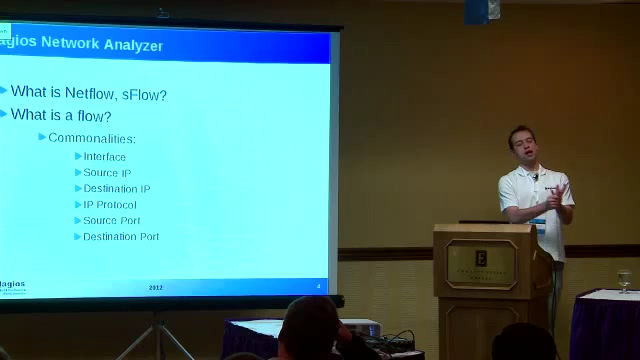 agios Network Analyzer
What is Netflow, sFlow?
What is a flow?
Commonalities:
Interface
Source IP
Destination IP
IP Protocol
Source Port
Destination Port
agios
2012
4
E